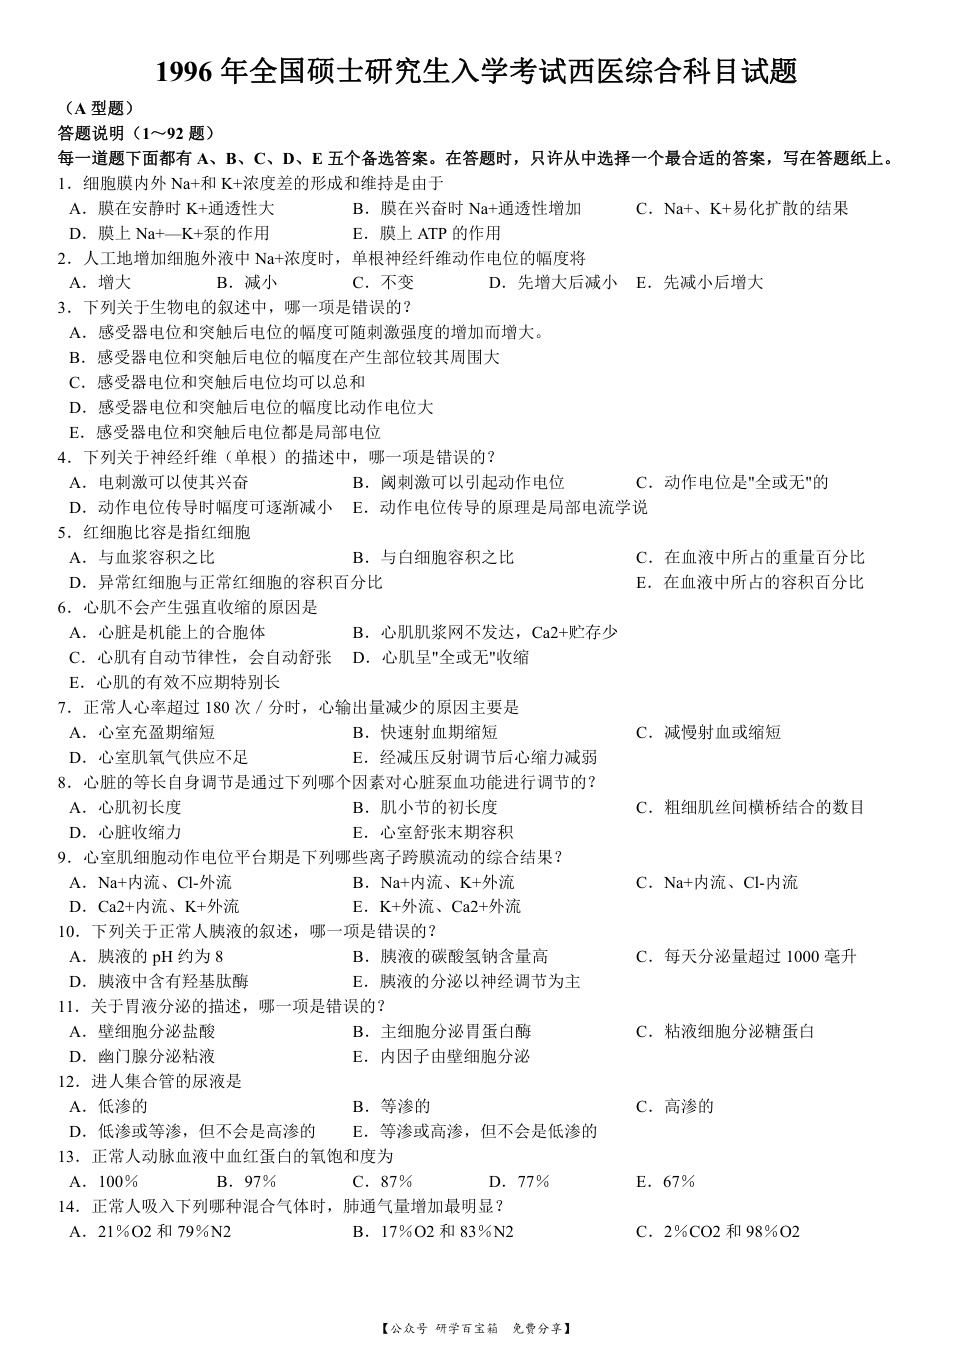 1996 年全国硕士研究生入学考试西医综合科目试题
（A 型题）
答题说明（1～92 题）
每一道题下面都有 A、B、C、D、E 五个备选答案。在答题时，只许从中选择一个最合适的答案，写在答题纸上。
1．细胞膜内外 Na+和 K+浓度差的形成和维持是由于
A．膜在安静时 K+通透性大 B．膜在兴奋时 Na+通透性增加 C．Na+、K+易化扩散的结果
D．膜上 Na+—K+泵的作用 E．膜上 ATP 的作用
2．人工地增加细胞外液中 Na+浓度时，单根神经纤维动作电位的幅度将
A．增大 B．减小 C．不变 D．先增大后减小 E．先减小后增大
3．下列关于生物电的叙述中，哪一项是错误的？
A．感受器电位和突触后电位的幅度可随刺激强度的增加而增大。
B．感受器电位和突触后电位的幅度在产生部位较其周围大
C．感受器电位和突触后电位均可以总和
D．感受器电位和突触后电位的幅度比动作电位大
E．感受器电位和突触后电位都是局部电位
4．下列关于神经纤维（单根）的描述中，哪一项是错误的？
A．电刺激可以使其兴奋 B．阈刺激可以引起动作电位 C．动作电位是"全或无"的
D．动作电位传导时幅度可逐渐减小 E．动作电位传导的原理是局部电流学说
5．红细胞比容是指红细胞
A．与血浆容积之比 B．与白细胞容积之比 C．在血液中所占的重量百分比
D．异常红细胞与正常红细胞的容积百分比 E．在血液中所占的容积百分比
6．心肌不会产生强直收缩的原因是
A．心脏是机能上的合胞体 B．心肌肌浆网不发达，Ca2+贮存少
C．心肌有自动节律性，会自动舒张 D．心肌呈"全或无"收缩
E．心肌的有效不应期特别长
7．正常人心率超过 180 次／分时，心输出量减少的原因主要是
A．心室充盈期缩短 B．快速射血期缩短 C．减慢射血或缩短
D．心室肌氧气供应不足 E．经减压反射调节后心缩力减弱
8．心脏的等长自身调节是通过下列哪个因素对心脏泵血功能进行调节的？
A．心肌初长度 B．肌小节的初长度 C．粗细肌丝间横桥结合的数目
D．心脏收缩力 E．心室舒张末期容积
9．心室肌细胞动作电位平台期是下列哪些离子跨膜流动的综合结果？
A．Na+内流、Cl-外流 B．Na+内流、K+外流 C．Na+内流、Cl-内流
D．Ca2+内流、K+外流 E．K+外流、Ca2+外流
10．下列关于正常人胰液的叙述，哪一项是错误的？
A．胰液的 pH 约为 8 B．胰液的碳酸氢钠含量高 C．每天分泌量超过 1000 毫升
D．胰液中含有羟基肽酶 E．胰液的分泌以神经调节为主
11．关于胃液分泌的描述，哪一项是错误的？
A．壁细胞分泌盐酸 B．主细胞分泌胃蛋白酶 C．粘液细胞分泌糖蛋白
D．幽门腺分泌粘液 E．内因子由壁细胞分泌
12．进人集合管的尿液是
A．低渗的 B．等渗的 C．高渗的
D．低渗或等渗，但不会是高渗的 E．等渗或高渗，但不会是低渗的
13．正常人动脉血液中血红蛋白的氧饱和度为
A．100％ B．97％ C．87％ D．77％ E．67％
14．正常人吸入下列哪种混合气体时，肺通气量增加最明显？
A．21％O2 和 79％N2 B．17％O2 和 83％N2 C．2％CO2 和 98％O2
【公众号 研学百宝箱 免费分享】